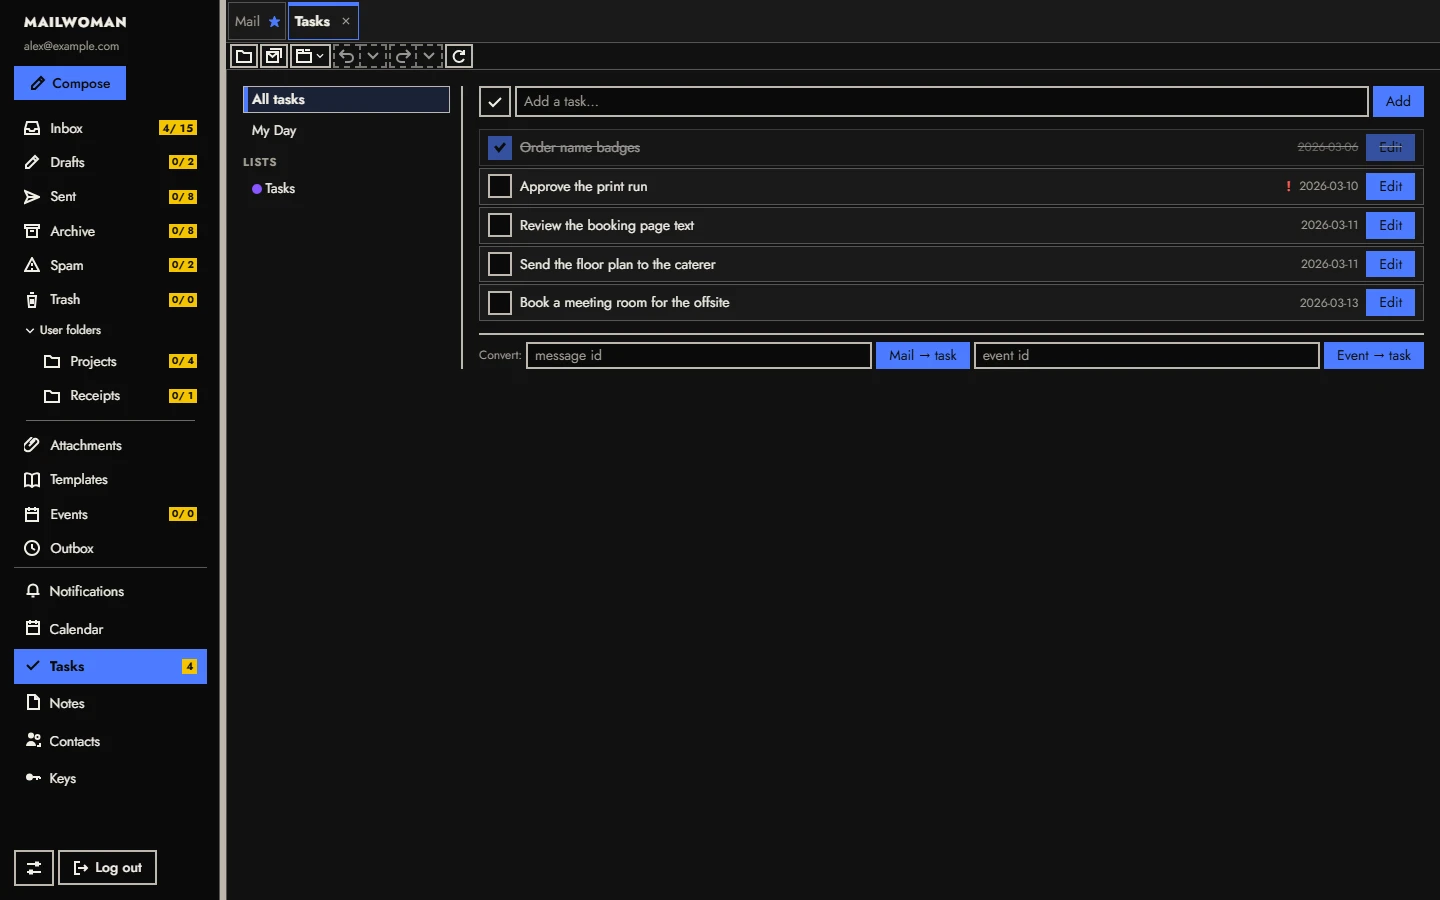 MAILWOMAN
alex@example.com
Compose
Inbox 4/ 15
Drafts 0/ 2
Sent 0/ 8
Archive 0/ 8
Spam 0/ 2
Trash 0/ 0
User folders
Projects 0/ 4
Receipts 0/ 1
Attachments
Templates
Events 0/ 0
Outbox
Notifications
Calendar
Tasks 4
Notes
Contacts
Keys
Log out
Mail Tasks ×
All tasks
My Day
LISTS
Tasks
Add a task... Add
Order name badges 2026-03-06 Edit
Approve the print run ! 2026-03-10 Edit
Review the booking page text 2026-03-11 Edit
Send the floor plan to the caterer 2026-03-11 Edit
Book a meeting room for the offsite 2026-03-13 Edit
Convert: message id Mail → task event id Event → task